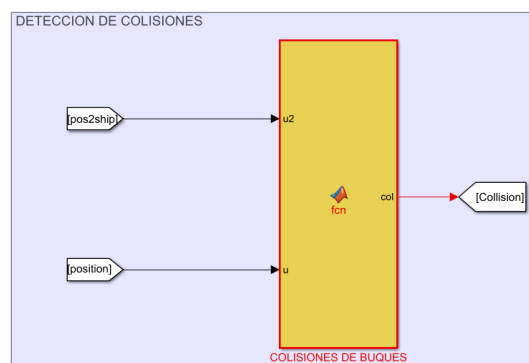 DETECCION DE COLISIONES
[pos2ship]
u2
fcn
col
[Collision]
[position]
u
COLISIONES DE BUQUES